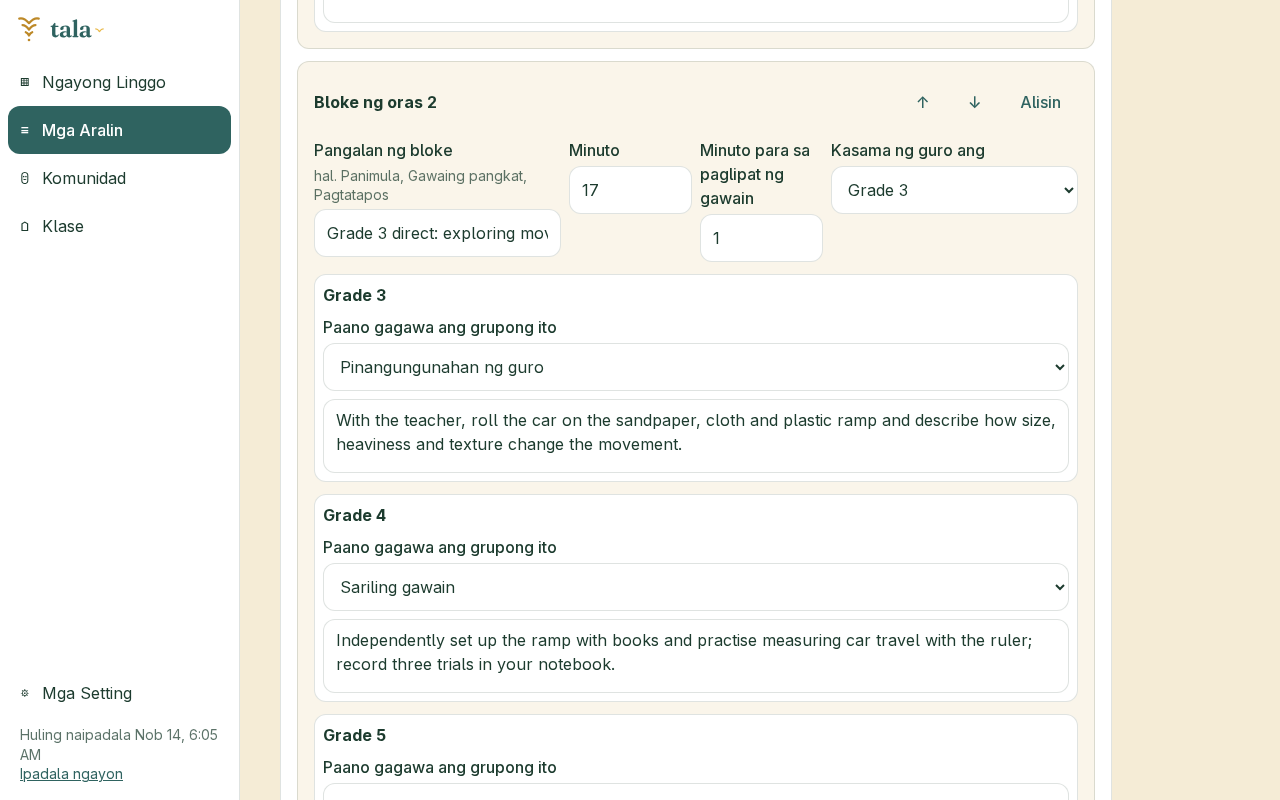 tala
Ngayong Linggo
Mga Aralin
Komunidad
Klase
Mga Setting
Huling naipadala Nob 14, 6:05
AM
Ipadala ngayon
Bloke ng oras 2
↑ ↓ Alisin
Pangalan ng bloke
hal. Panimula, Gawaing pangkat,
Pagtatapos
Grade 3 direct: exploring mov
Minuto
17
Minuto para sa
paglipat ng
gawain
1
Kasama ng guro ang
Grade 3
Grade 3
Paano gagawa ang grupong ito
Pinangungunahan ng guro
With the teacher, roll the car on the sandpaper, cloth and plastic ramp and describe how size,
heaviness and texture change the movement.
Grade 4
Paano gagawa ang grupong ito
Sariling gawain
Independently set up the ramp with books and practise measuring car travel with the ruler;
record three trials in your notebook.
Grade 5
Paano gagawa ang grupong ito